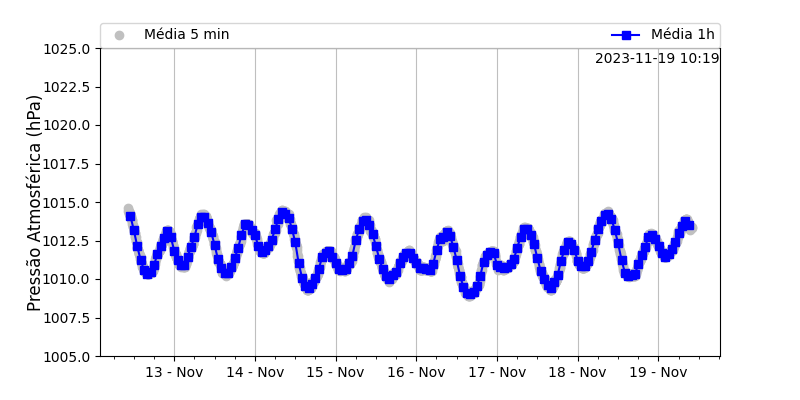 Média 5 min
Média 1h
2023-11-19 10:19
Pressão Atmosférica (hPa)
1025.0
1022.5
1020.0
1017.5
1015.0
1012.5
1010.0
1007.5
1005.0
13 - Nov
14 - Nov
15 - Nov
16 - Nov
17 - Nov
18 - Nov
19 - Nov